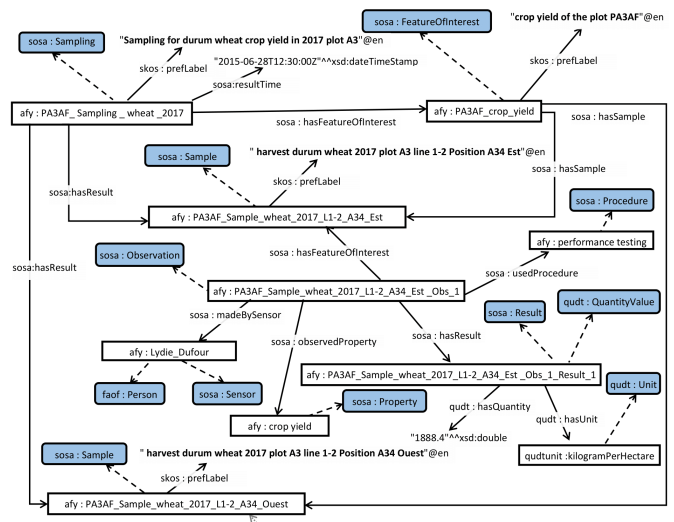 "crop yield of the plot PA3AF"@en
sosa : FeatureOfInterest
sosa : Sampling
"Sampling for durum wheat crop yield in 2017 plot A3"@en
"2015-06-28T12:30:00Z"^^xsd:dateTimeStamp
skos : prefLabel
skos : prefLabel
sosa:resultTime
afy : PA3AF_ Sampling _ wheat _2017
afy : PA3AF_crop_yield
sosa : hasFeatureOfInterest
sosa : hasSample
sosa : Sample
" harvest durum wheat 2017 plot A3 line 1-2 Position A34 Est"@en
sosa : hasSample
skos : prefLabel
sosa:hasResult
sosa : Procedure
afy : PA3AF_Sample_wheat_2017_L1-2_A34_Est
afy : performance testing
sosa : Observation
sosa : hasFeatureOfInterest
sosa:hasResult
sosa : usedProcedure
afy : PA3AF_Sample_wheat_2017_L1-2_A34_Est _Obs_1
qudt : QuantityValue
sosa : Result
sosa : madeBySensor
sosa : hasResult
sosa : observedProperty
afy : Lydie_Dufour
afy : PA3AF_Sample_wheat_2017_L1-2_A34_Est _Obs_1_Result_1
qudt : Unit
faof : Person
sosa : Sensor
sosa : Property
qudt : hasQuantity
qudt : hasUnit
afy : crop yield
"1888.4"^^xsd:double
sosa : Sample
" harvest durum wheat 2017 plot A3 line 1-2 Position A34 Ouest"@en
qudtunit :kilogramPerHectare
skos : prefLabel
afy : PA3AF_Sample_wheat_2017_L1-2_A34_Ouest